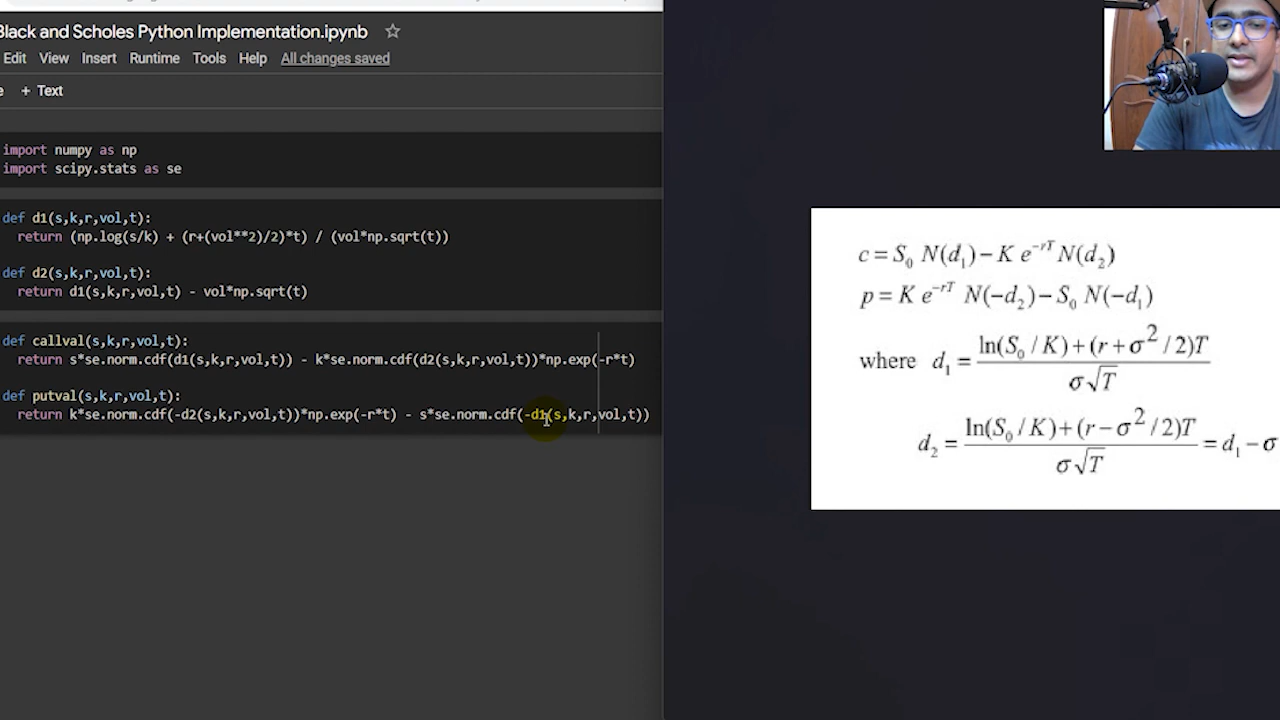 Black and Scholes Python Implementation.ipynb
Edit View Insert Runtime Tools Help All changes saved
+ Text
import numpy as np
import scipy.stats as se
def d1(s,k,r,vol,t):
return (np.log(s/k) + (r+(vol**2)/2)*t) / (vol*np.sqrt(t))
def d2(s,k,r,vol,t):
return d1(s,k,r,vol,t) - vol*np.sqrt(t)
def callval(s,k,r,vol,t):
return s*se.norm.cdf(d1(s,k,r,vol,t)) - k*se.norm.cdf(d2(s,k,r,vol,t))*np.exp(-r*t)
def putval(s,k,r,vol,t):
return k*se.norm.cdf(-d2(s,k,r,vol,t))*np.exp(-r*t) - s*se.norm.cdf(-d1(s,k,r,vol,t))
c = S₀ N(d₁) − K e^−rT N(d₂)
p = K e^−rT N(−d₂) − S₀ N(−d₁)
where d₁ = ln(S₀ / K) + (r + σ² / 2)T
σ√T
d₂ = ln(S₀ / K) + (r − σ² / 2)T = d₁ − σ
σ√T